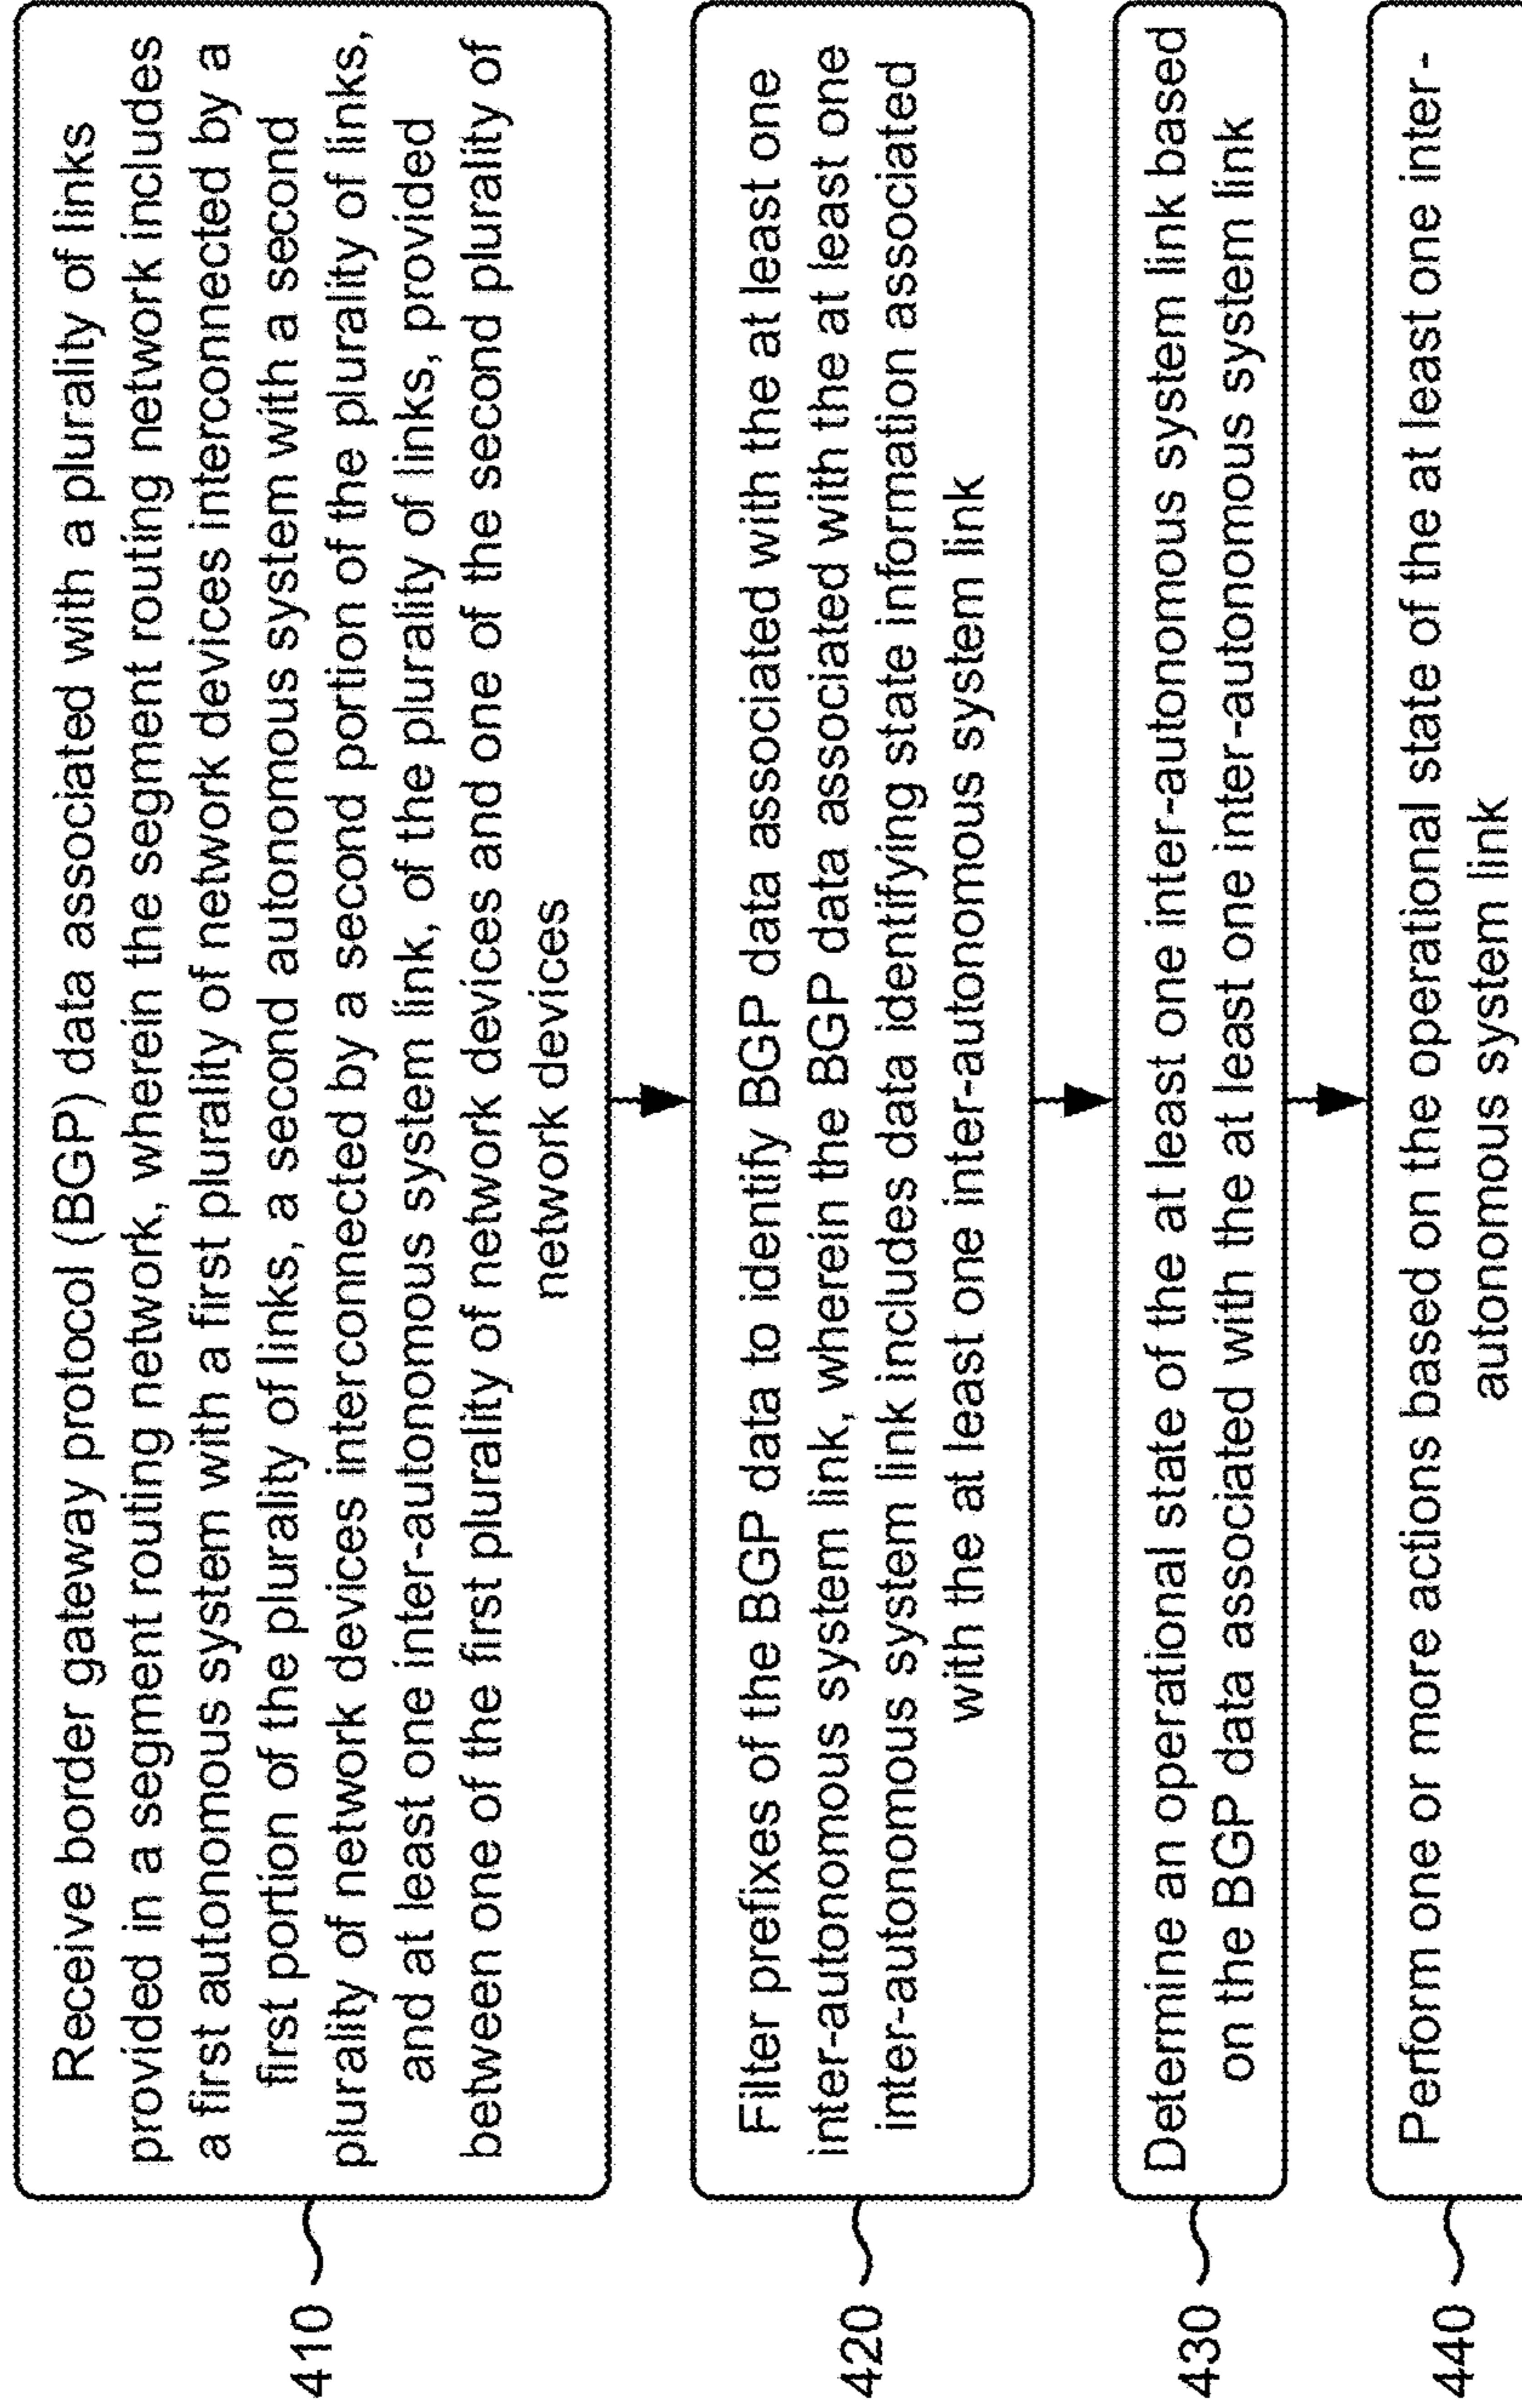 410
Receive border gateway protocol (BGP) data associated with a plurality of links
provided in a segment routing network, wherein the segment routing network includes
a first autonomous system with a first plurality of network devices interconnected by a
first portion of the plurality of links, a second autonomous system with a second
plurality of network devices interconnected by a second portion of the plurality of links,
and at least one inter-autonomous system link, of the plurality of links, provided
between one of the first plurality of network devices and one of the second plurality of
network devices
420
Filter prefixes of the BGP data to identify BGP data associated with the at least one
inter-autonomous system link, wherein the BGP data associated with the at least one
inter-autonomous system link includes data identifying state information associated
with the at least one inter-autonomous system link
430
Determine an operational state of the at least one inter-autonomous system link based
on the BGP data associated with the at least one inter-autonomous system link
440
Perform one or more actions based on the operational state of the at least one inter-
autonomous system link